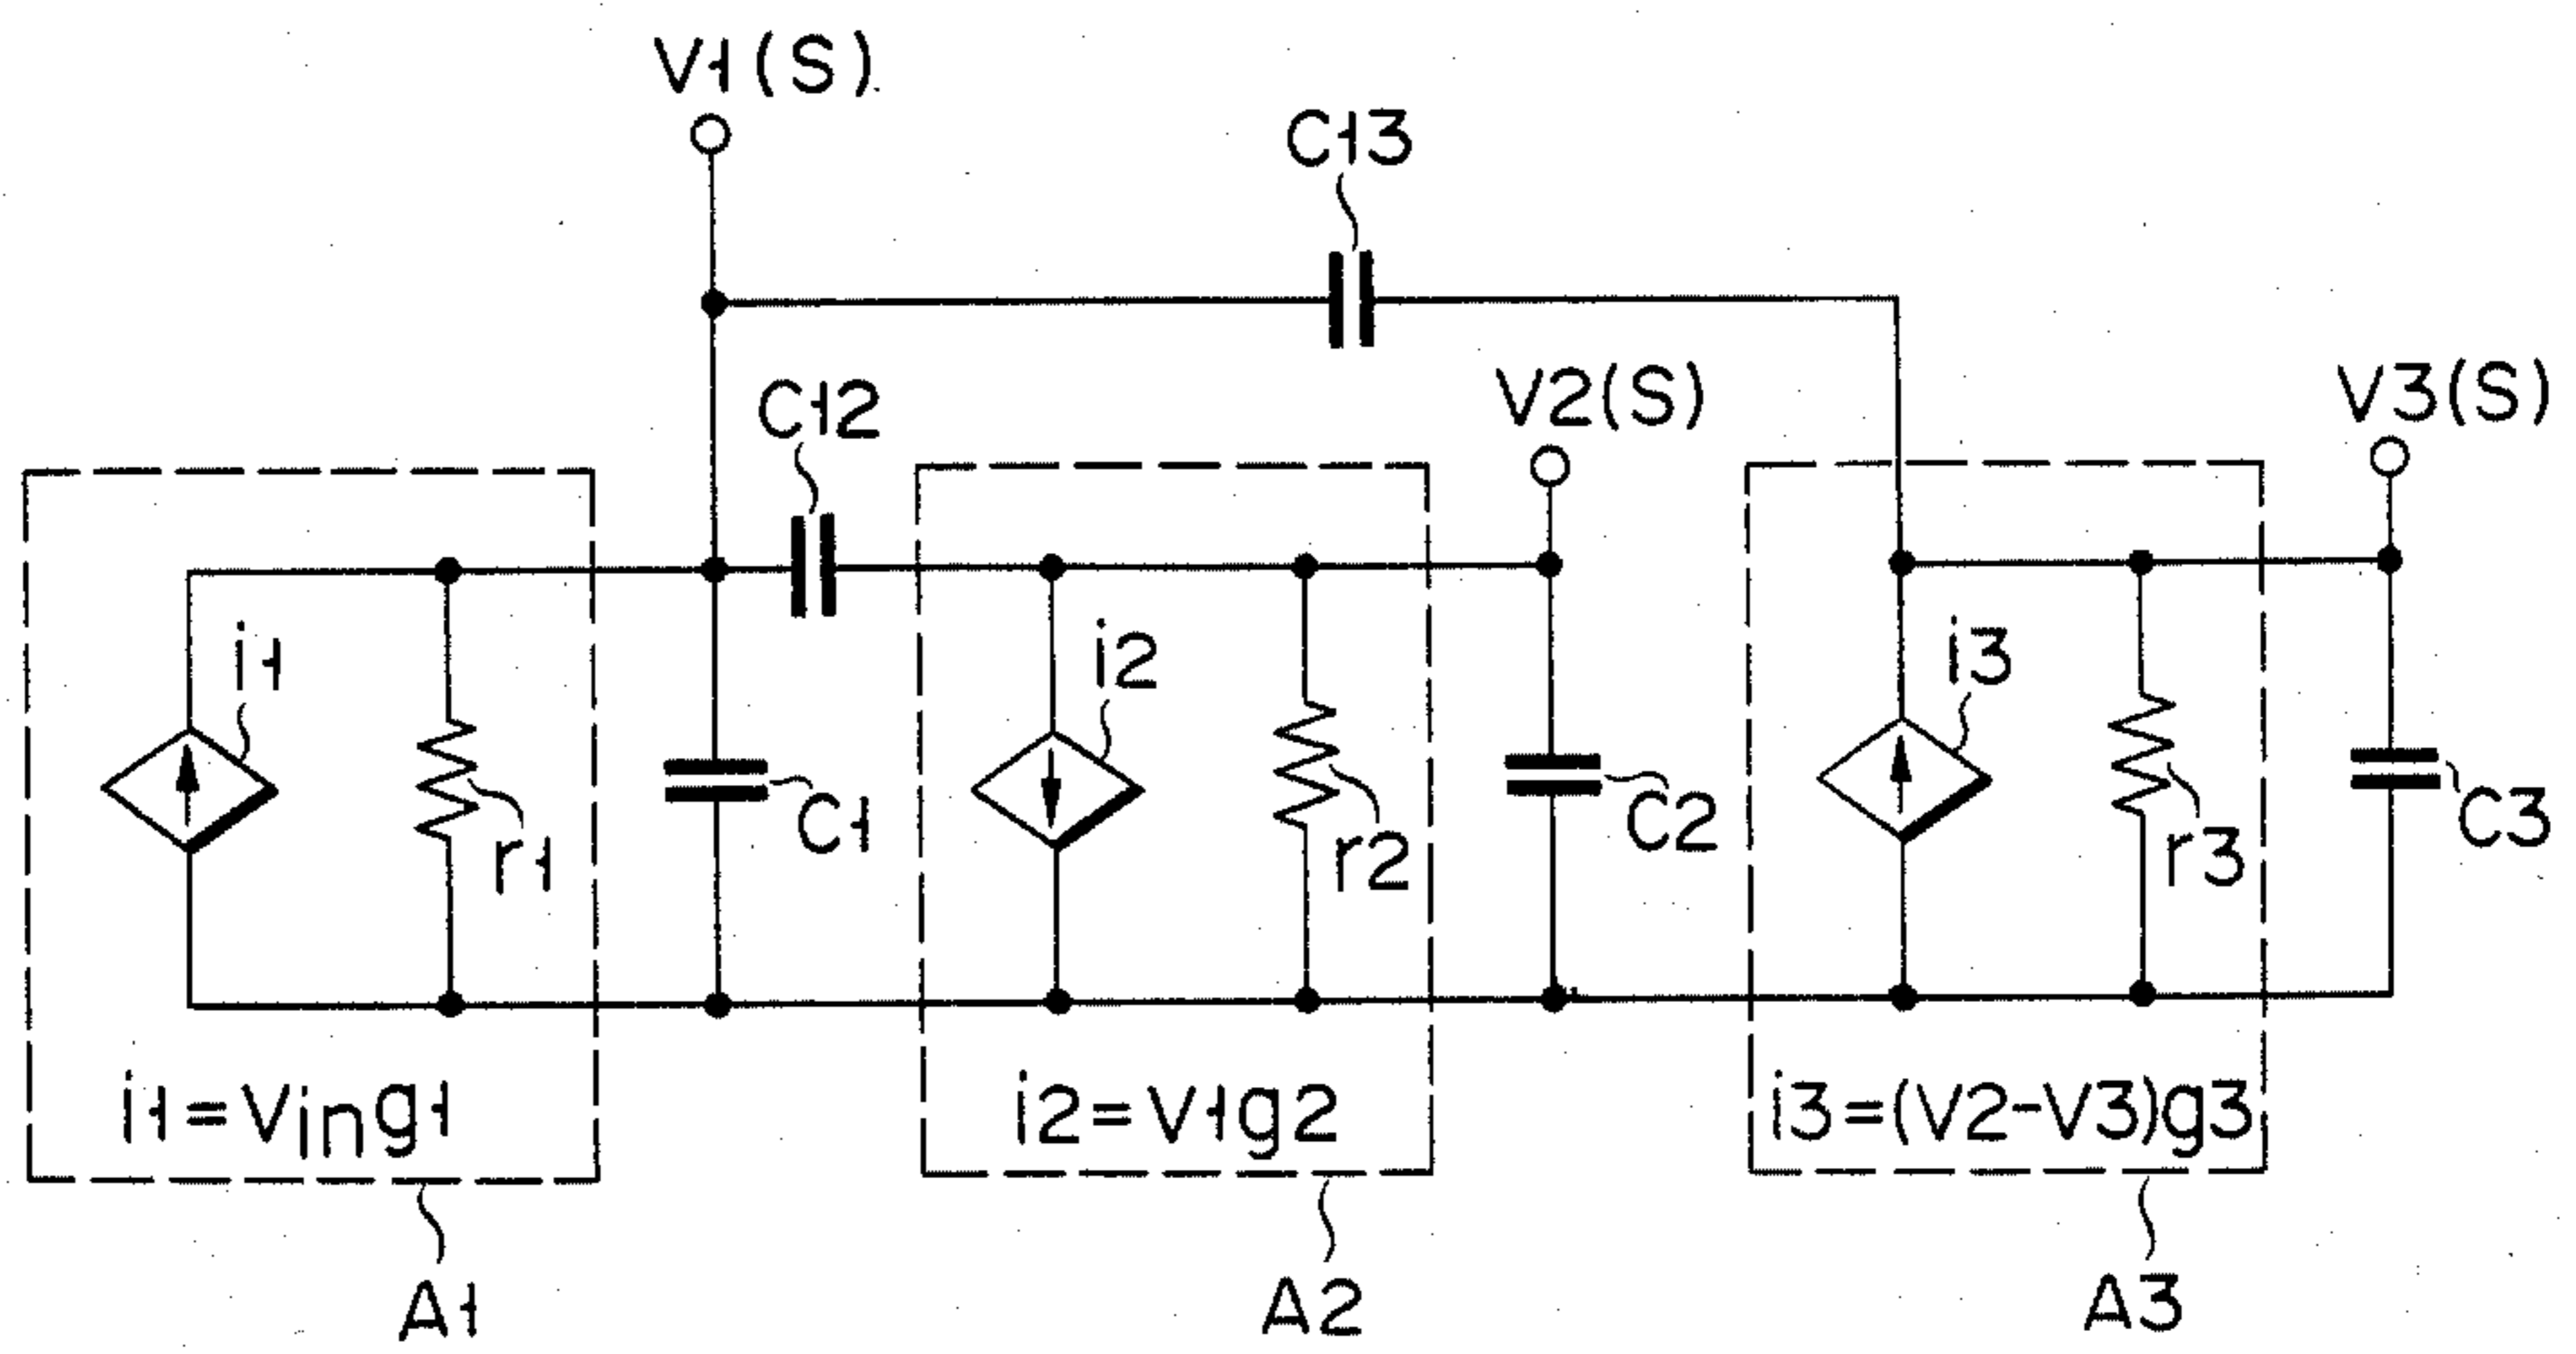 V1(S)
C13
C12
V2(S)
V3(S)
i1
i2
i3
r1
C1
r2
C2
r3
C3
i1=Ving1
i2=V1g2
i3=(V2-V3)g3
A1
A2
A3